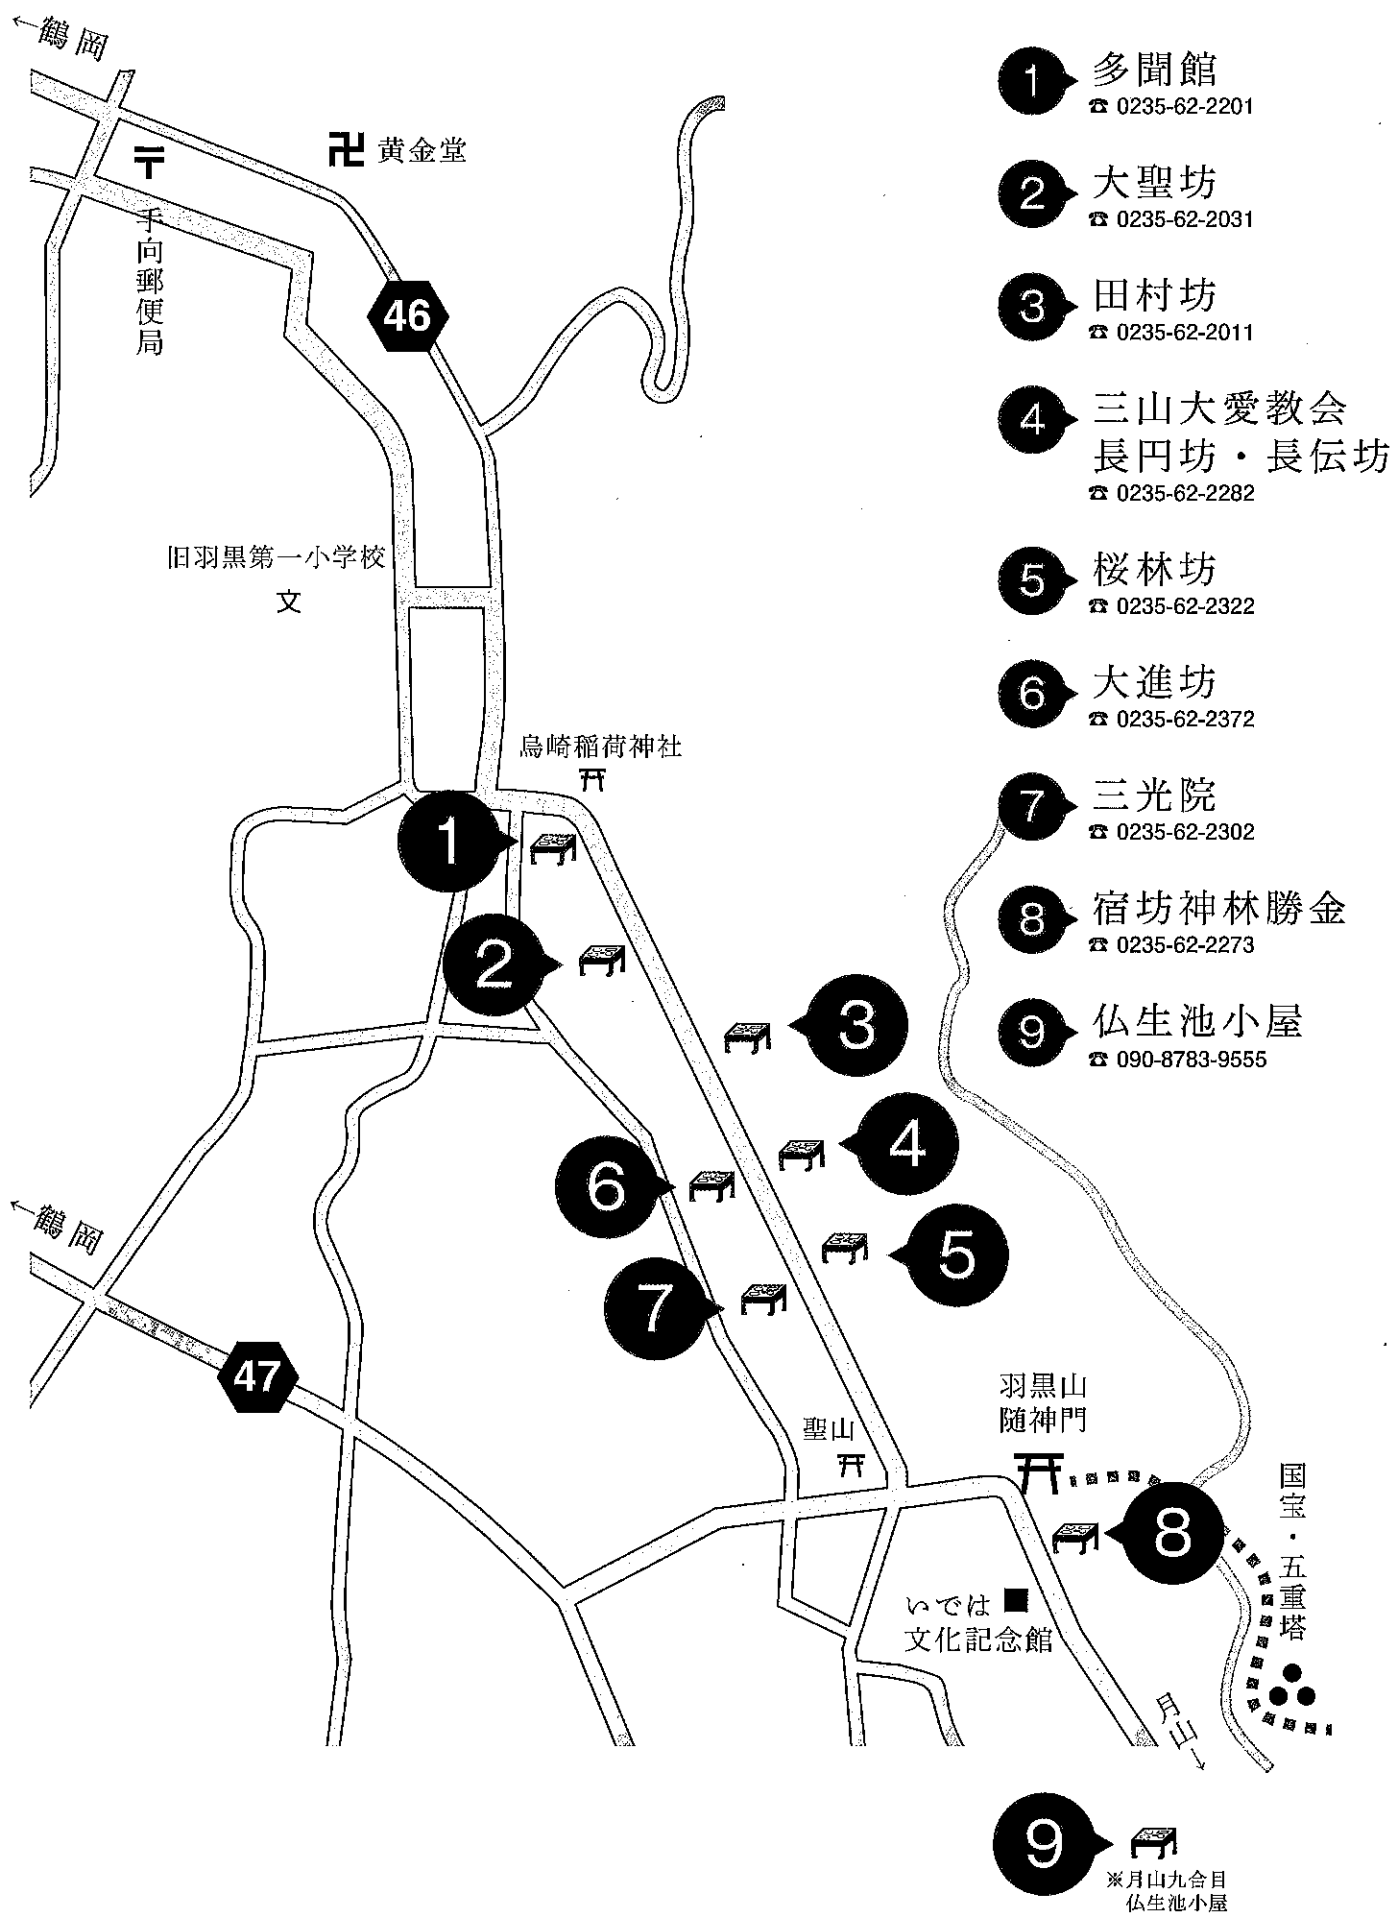 ←鶴岡
卍 黄金堂
〒
手向郵便局
46
旧羽黒第一小学校
文
烏崎稲荷神社
1
2
3
4
5
6
7
←鶴岡
47
聖山
羽黒山
随神門
8
国宝・五重塔
いでは
文化記念館
月山→
9
※月山九合目
仏生池小屋
1 多聞館
☎ 0235-62-2201
2 大聖坊
☎ 0235-62-2031
3 田村坊
☎ 0235-62-2011
4 三山大愛教会
長円坊・長伝坊
☎ 0235-62-2282
5 桜林坊
☎ 0235-62-2322
6 大進坊
☎ 0235-62-2372
7 三光院
☎ 0235-62-2302
8 宿坊神林勝金
☎ 0235-62-2273
9 仏生池小屋
☎ 090-8783-9555